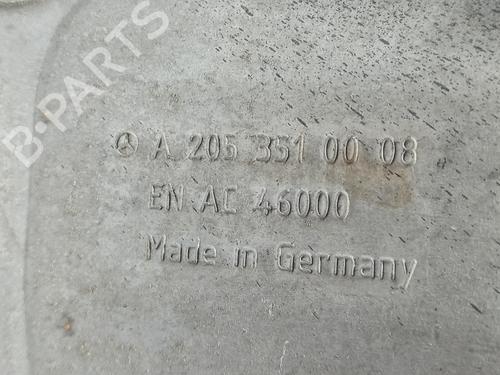 B-PARTS
A 205 351 00 08
EN AC 46000
Made in Germany